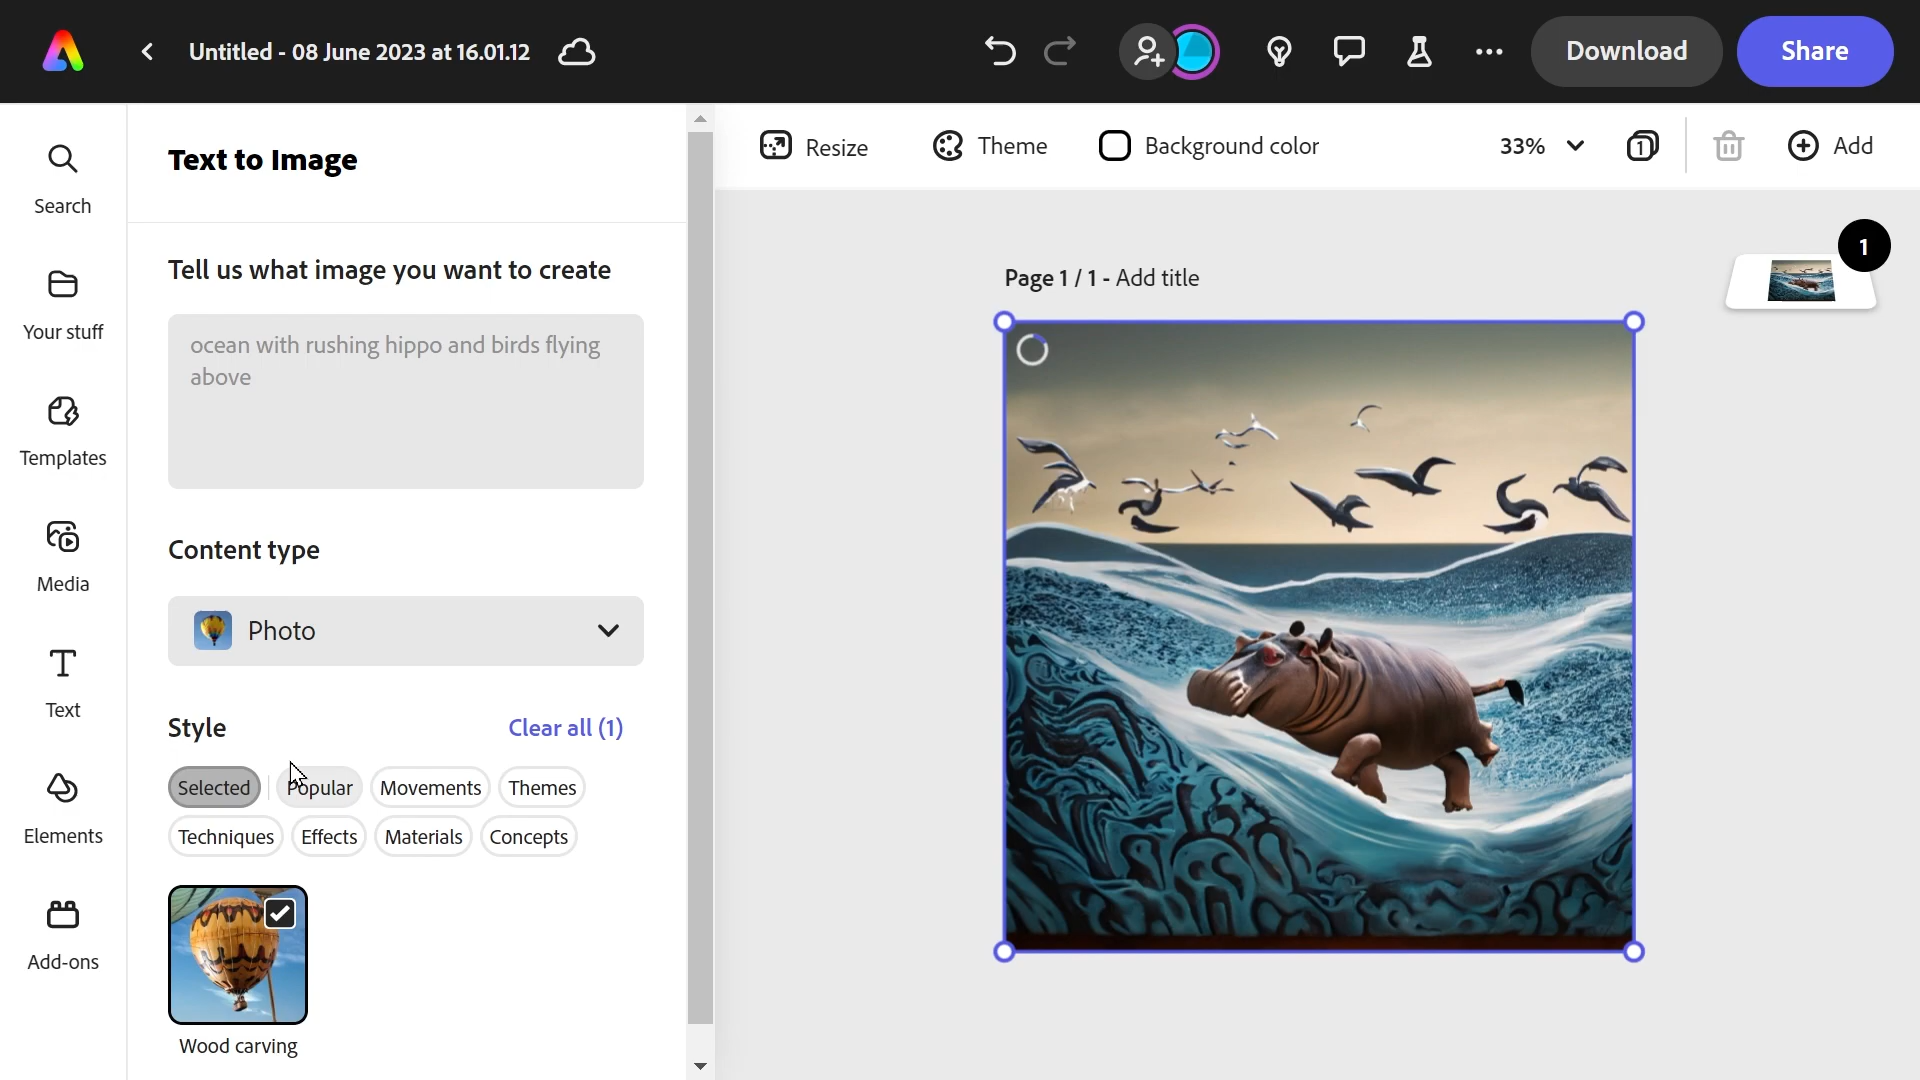 Untitled - 08 June 2023 at 16.01.12
Download
Share
Search
Your stuff
Templates
Media
Text
Elements
Add-ons
Text to Image
Tell us what image you want to create
ocean with rushing hippo and birds flying
above
Content type
Photo
Style
Clear all (1)
Selected
Popular
Movements
Themes
Techniques
Effects
Materials
Concepts
Wood carving
Resize
Theme
Background color
33%
1
Add
Page 1 / 1 - Add title
1